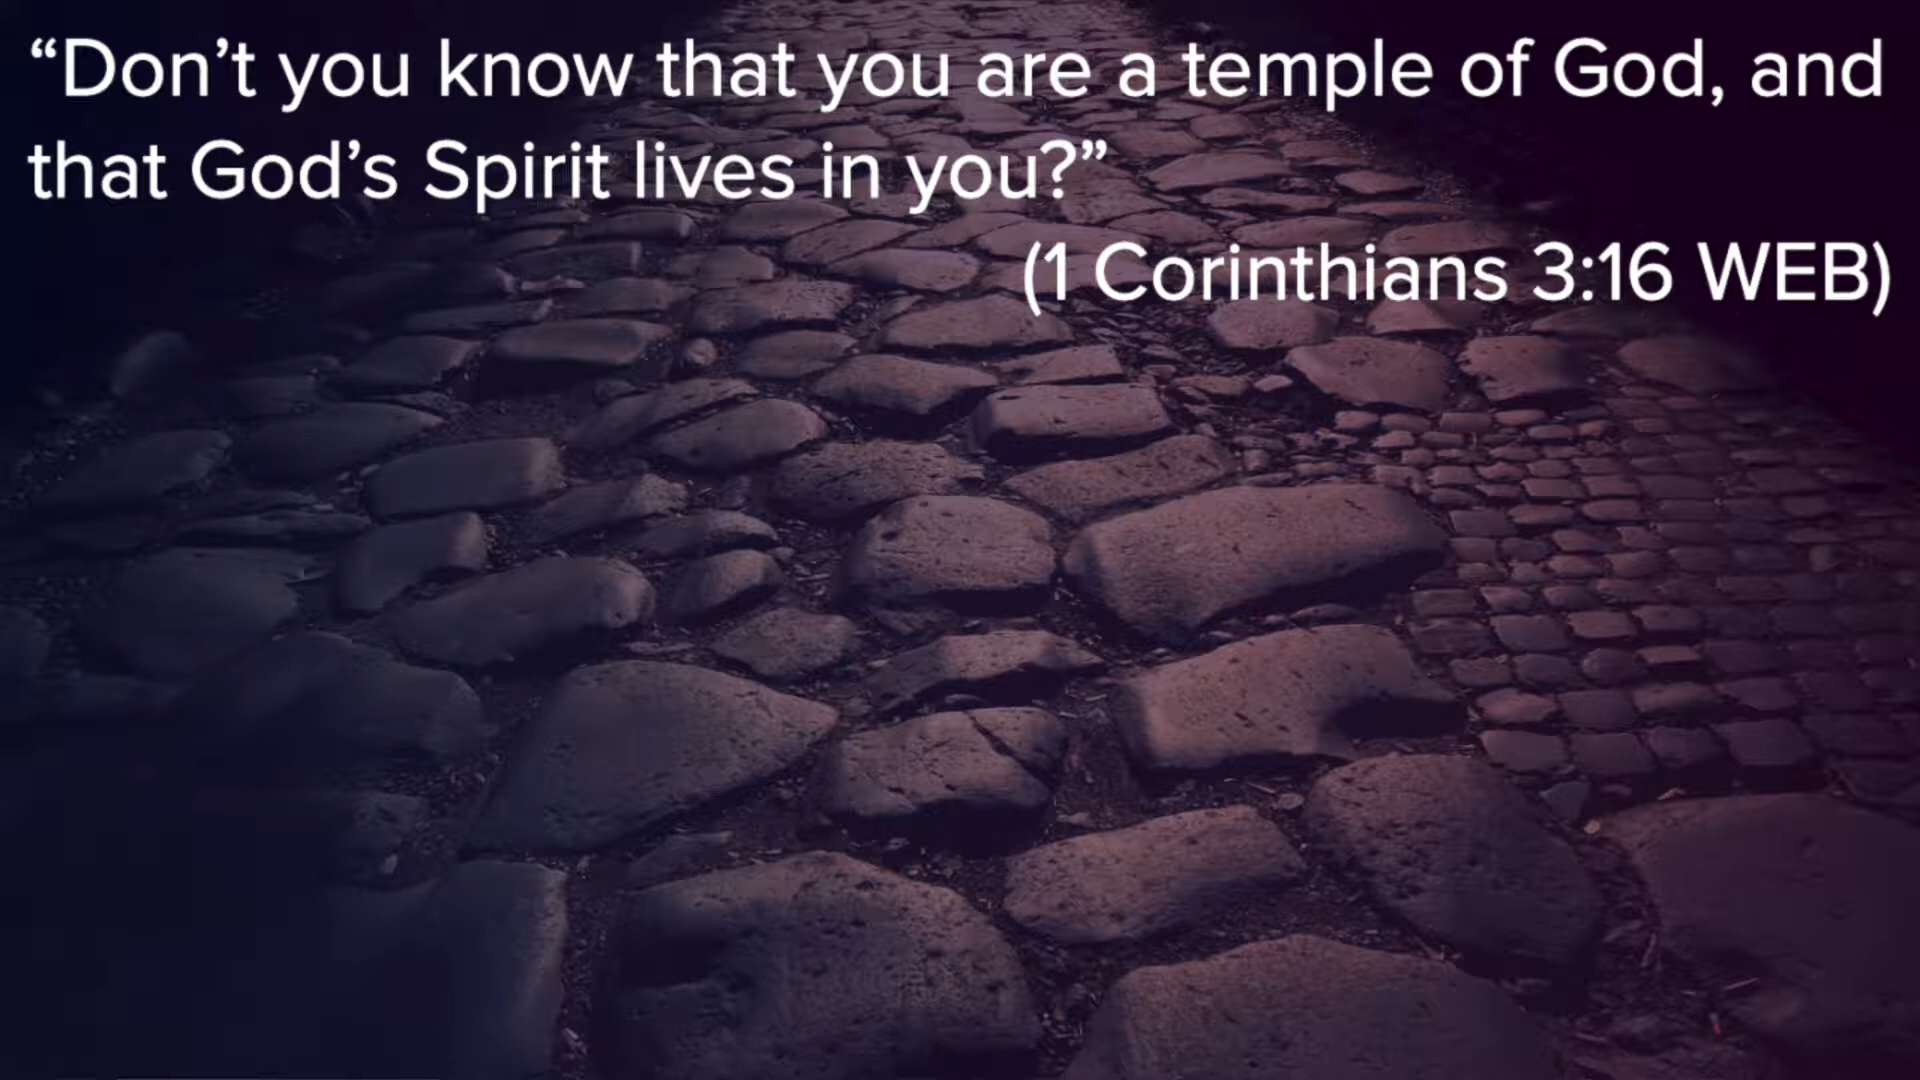 “Don’t you know that you are a temple of God, and
that God’s Spirit lives in you?”
(1 Corinthians 3:16 WEB)